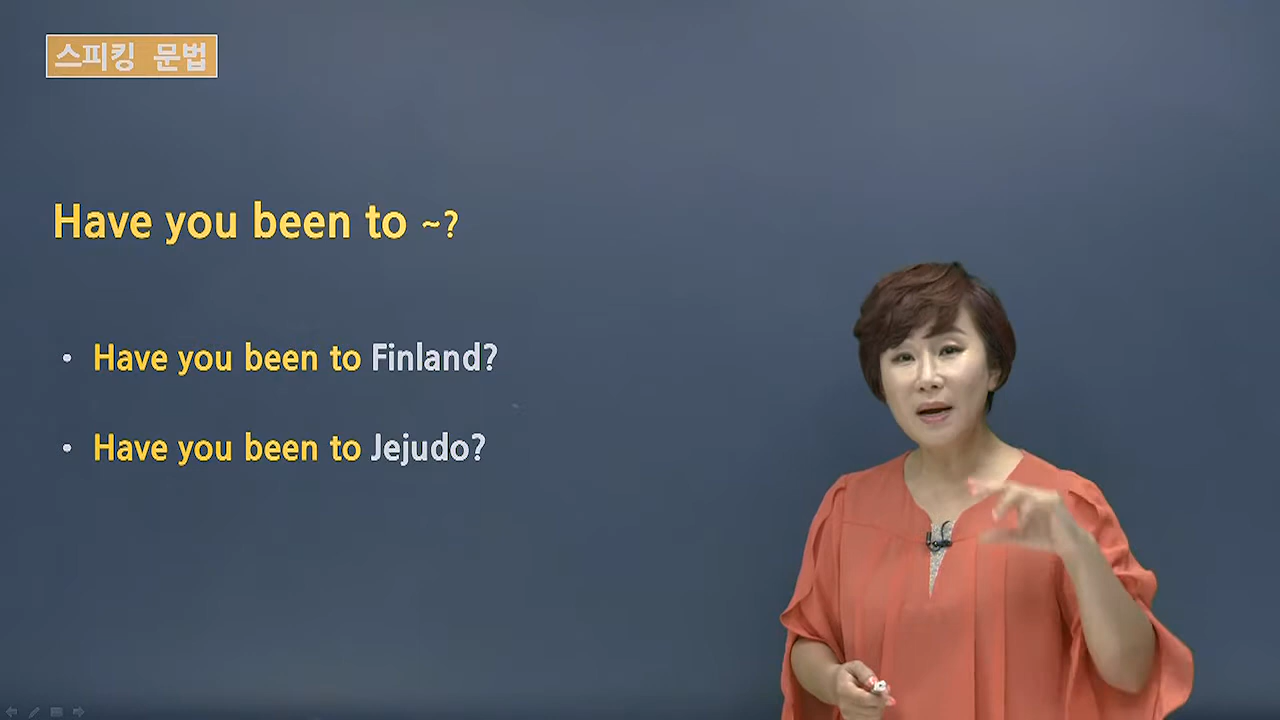 스피킹 문법
Have you been to ~?
• Have you been to Finland?
• Have you been to Jejudo?